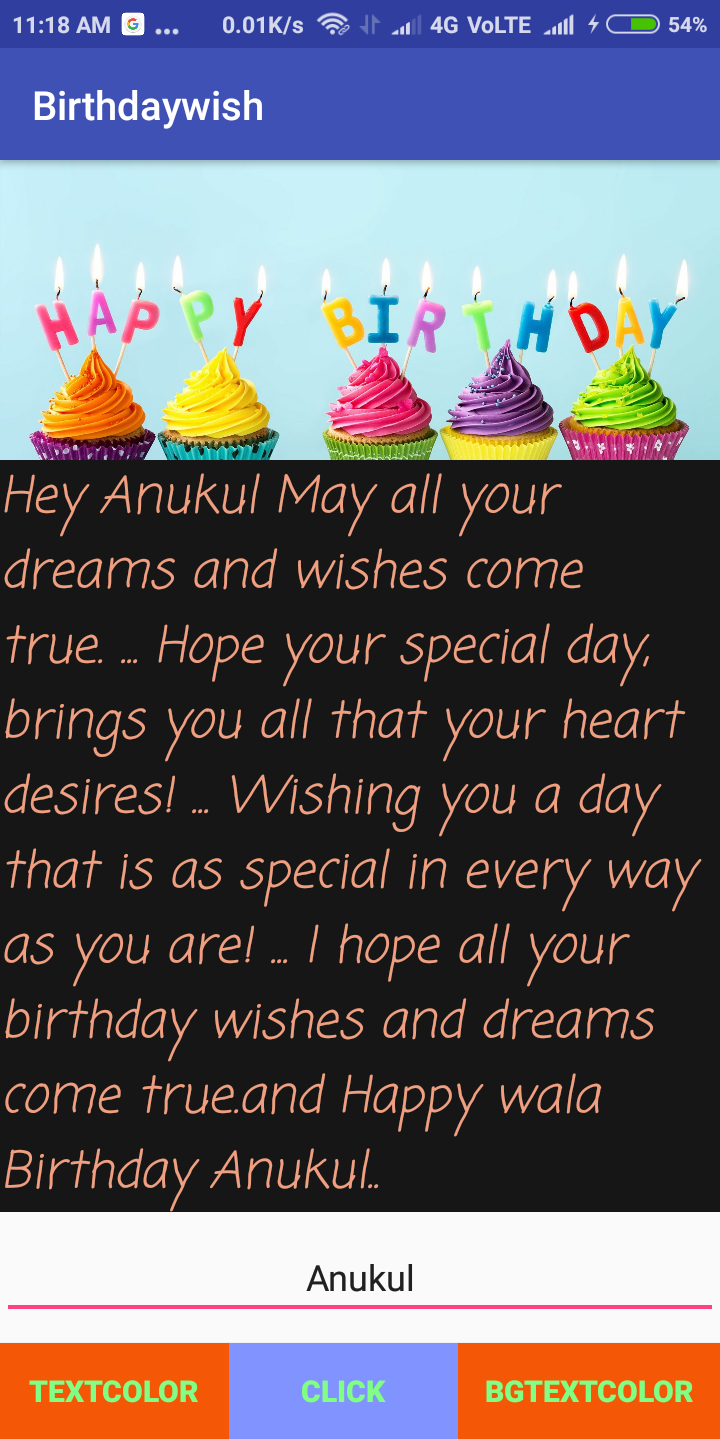 11:18 AM G ... 0.01K/s 4G VoLTE 54%
Birthdaywish
HAPPY BIRTHDAY
Hey Anukul May all your
dreams and wishes come
true. ... Hope your special day,
brings you all that your heart
desires! ... Wishing you a day
that is as special in every way
as you are! ... I hope all your
birthday wishes and dreams
come true.and Happy wala
Birthday Anukul..
Anukul
TEXTCOLOR CLICK BGTEXTCOLOR